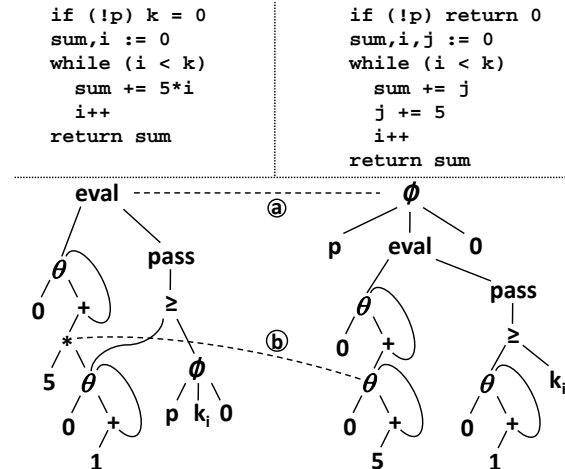 if (!p) k = 0
sum,i := 0
while (i < k)
sum += 5*i
i++
return sum
if (!p) return 0
sum,i,j := 0
while (i < k)
sum += j
j += 5
i++
return sum
eval ⓐ ϕ
p eval 0
θ pass
θ pass
0 + ≥
0 + ≥
* ⓑ
5 θ ϕ
θ θ kᵢ
0 + p kᵢ 0
0 + 0 +
1
5 1